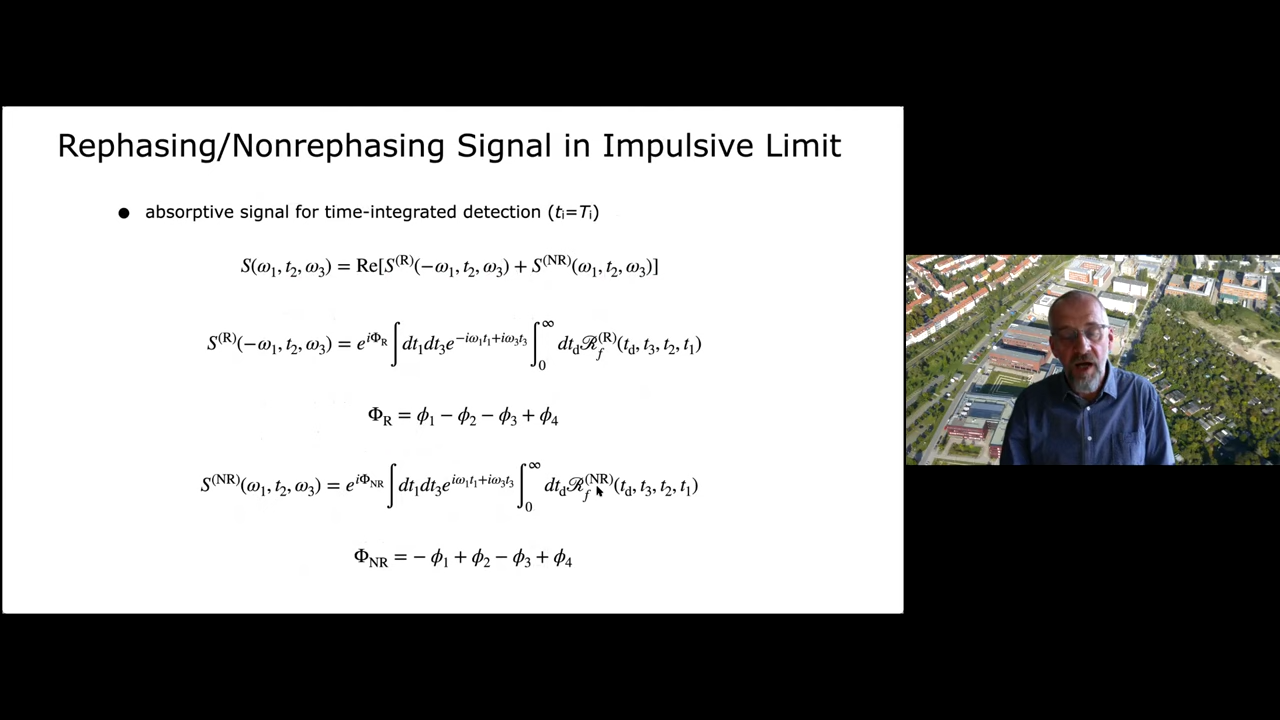 Rephasing/Nonrephasing Signal in Impulsive Limit
● absorptive signal for time-integrated detection (tᵢ=Tᵢ)
S(ω₁, t₂, ω₃) = Re[S⁽ᴿ⁾(−ω₁, t₂, ω₃) + S⁽ᴺᴿ⁾(ω₁, t₂, ω₃)]
S⁽ᴿ⁾(−ω₁, t₂, ω₃) = e^{iΦ_R} ∫ dt₁dt₃e^{−iω₁t₁+iω₃t₃} ∫₀^∞ dt_d ℛ_f^{(R)}(t_d, t₃, t₂, t₁)
Φ_R = ϕ₁ − ϕ₂ − ϕ₃ + ϕ₄
S⁽ᴺᴿ⁾(ω₁, t₂, ω₃) = e^{iΦ_NR} ∫ dt₁dt₃e^{iω₁t₁+iω₃t₃} ∫₀^∞ dt_d ℛ_f^{(NR)}(t_d, t₃, t₂, t₁)
Φ_NR = − ϕ₁ + ϕ₂ − ϕ₃ + ϕ₄